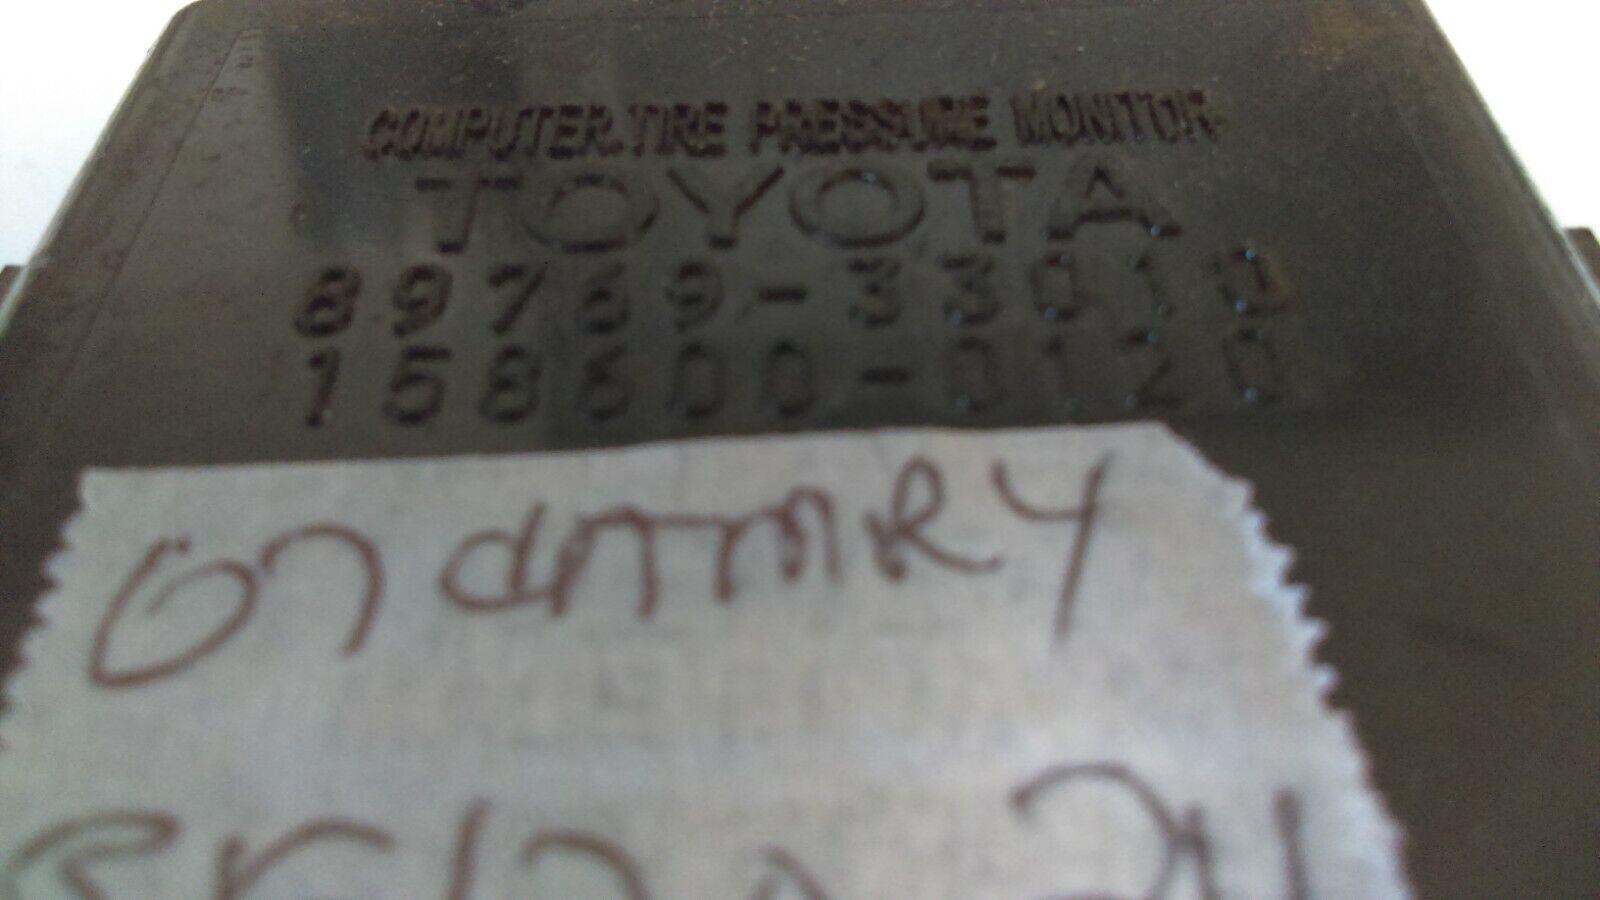 COMPUTER.TIRE PRESSURE MONITOR
TOYOTA
89769-33010
158600-0120
07 CAMRY